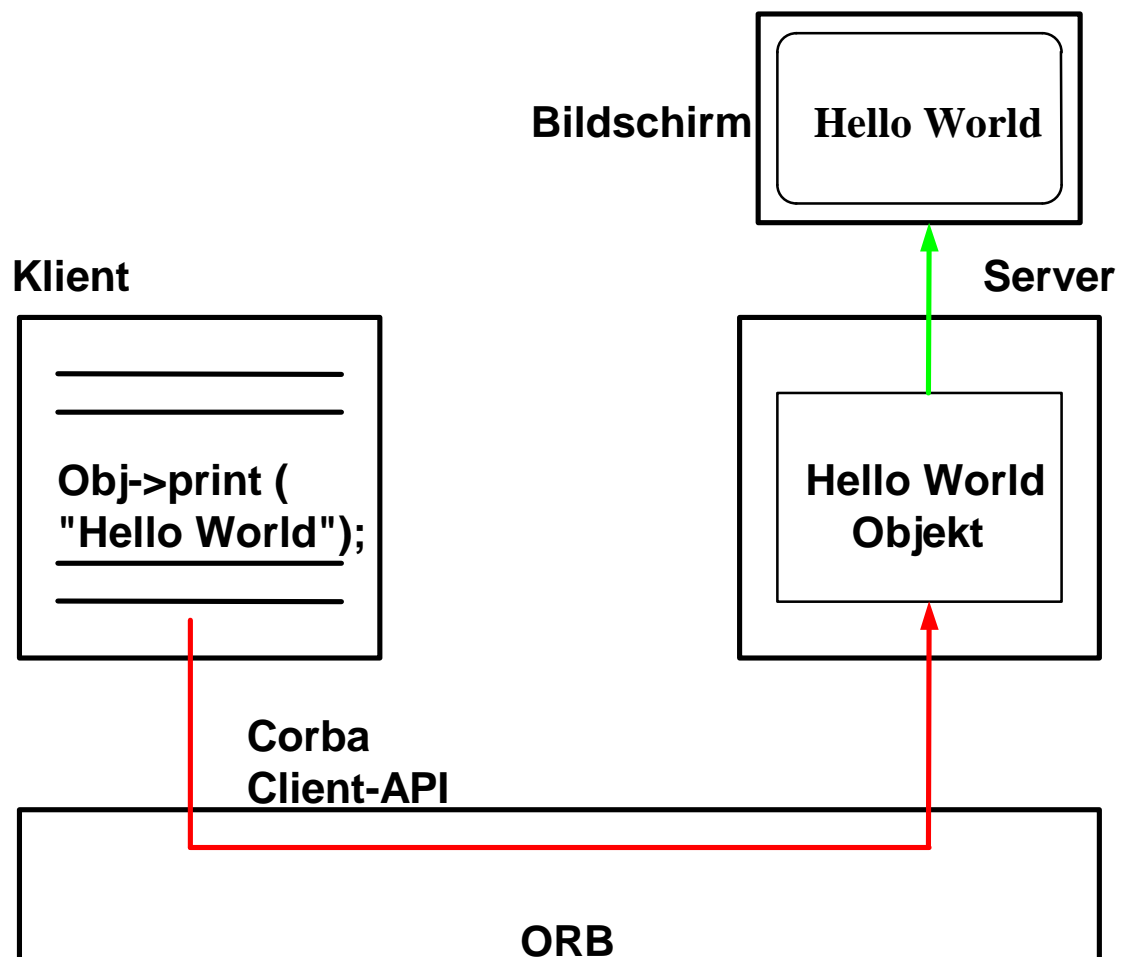 Bildschirm
Hello World
Klient
Server
Obj->print (
"Hello World");
Hello World
Objekt
Corba
Client-API
ORB